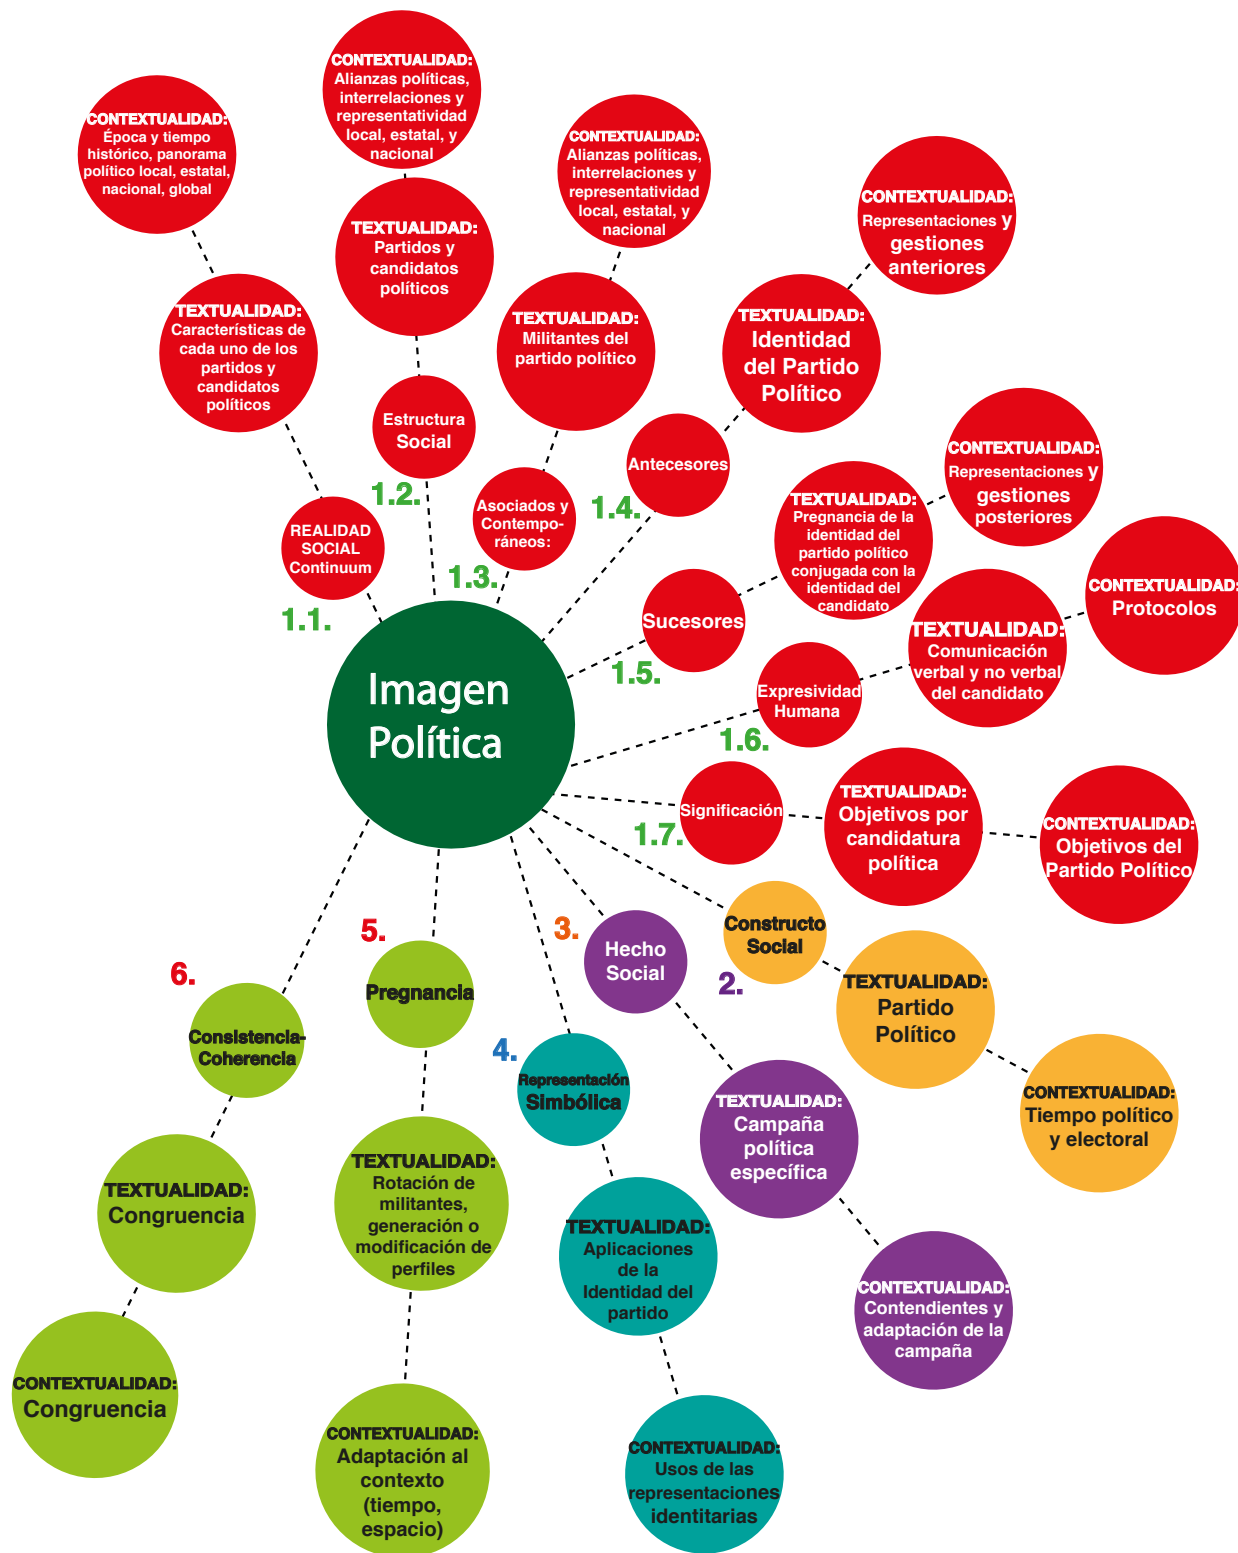 Imagen
Política
1.1.
REALIDAD
SOCIAL
Continuum
TEXTUALIDAD:
Características de
cada uno de los
partidos y
candidatos
políticos
CONTEXTUALIDAD:
Época y tiempo
histórico, panorama
político local, estatal,
nacional, global
1.2.
Estructura
Social
TEXTUALIDAD:
Partidos y
candidatos
políticos
CONTEXTUALIDAD:
Alianzas políticas,
interrelaciones y
representatividad
local, estatal, y
nacional
1.3.
Asociados y
Contempo-
ráneos:
TEXTUALIDAD:
Militantes del
partido político
CONTEXTUALIDAD:
Alianzas políticas,
interrelaciones y
representatividad
local, estatal, y
nacional
1.4.
Antecesores
TEXTUALIDAD:
Identidad
del Partido
Político
CONTEXTUALIDAD:
Representaciones y
gestiones
anteriores
1.5.
Sucesores
TEXTUALIDAD:
Pregnancia de la
identidad del
partido político
conjugada con la
identidad del
candidato
CONTEXTUALIDAD:
Representaciones y
gestiones
posteriores
1.6.
Expresividad
Humana
TEXTUALIDAD:
Comunicación
verbal y no verbal
del candidato
CONTEXTUALIDAD:
Protocolos
1.7.
Significación
TEXTUALIDAD:
Objetivos por
candidatura
política
CONTEXTUALIDAD:
Objetivos del
Partido Político
2.
Constructo
Social
TEXTUALIDAD:
Partido
Político
CONTEXTUALIDAD:
Tiempo político
y electoral
3.
Hecho
Social
TEXTUALIDAD:
Campaña
política
específica
CONTEXTUALIDAD:
Contendientes y
adaptación de la
campaña
4.
Representación
Simbólica
TEXTUALIDAD:
Aplicaciones
de la
Identidad del
partido
CONTEXTUALIDAD:
Usos de las
representaciones
identitarias
5.
Pregnancia
TEXTUALIDAD:
Rotación de
militantes,
generación o
modificación de
perfiles
CONTEXTUALIDAD:
Adaptación al
contexto
(tiempo,
espacio)
6.
Consistencia-
Coherencia
TEXTUALIDAD:
Congruencia
CONTEXTUALIDAD:
Congruencia